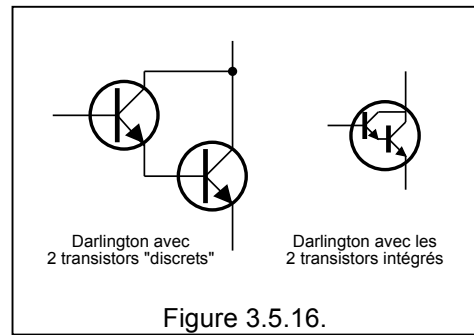 Darlington avec
2 transistors "discrets"
Darlington avec les
2 transistors intégrés
Figure 3.5.16.